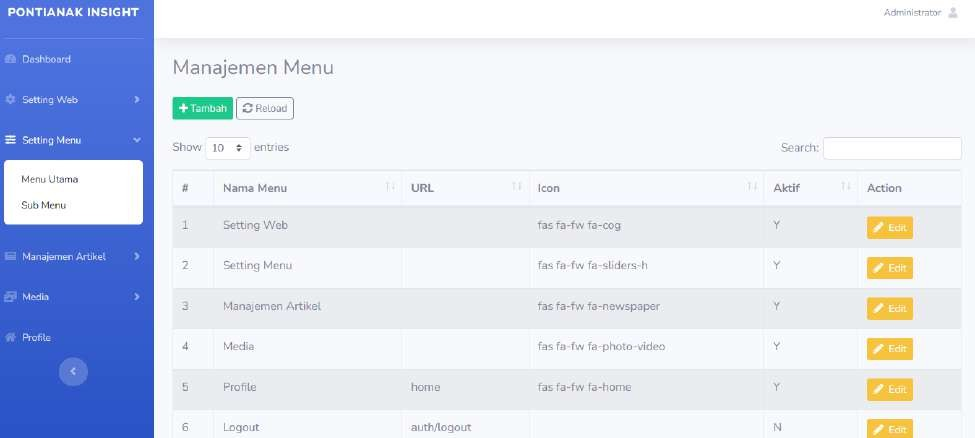 PONTIANAK INSIGHT
Administrator
Dashboard
Setting Web
Setting Menu
Menu Utama
Sub Menu
Manajemen Artikel
Media
Profile
Manajemen Menu
Tambah Reload
Show 10 entries Search:
# Nama Menu URL Icon Aktif Action
1 Setting Web fas fa-fw fa-cog Y Edit
2 Setting Menu fas fa-fw fa-sliders-h Y Edit
3 Manajemen Artikel fas fa-fw fa-newspaper Y Edit
4 Media fas fa-fw fa-photo-video Y Edit
5 Profile home fas fa-fw fa-home Y Edit
6 Logout auth/logout N Edit